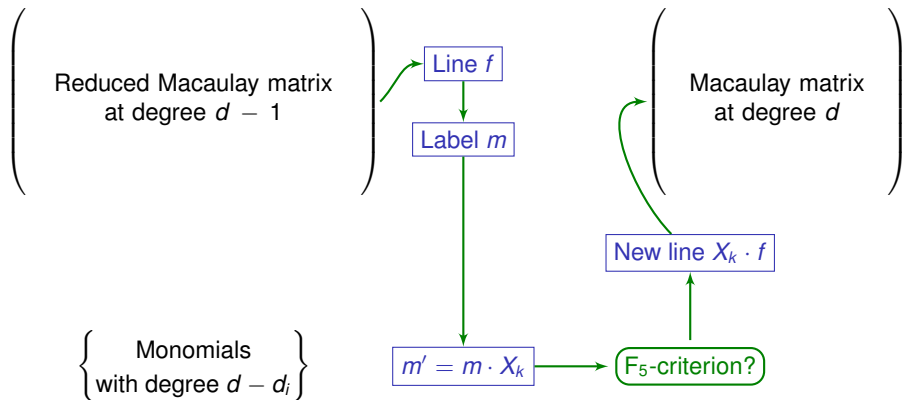 Reduced Macaulay matrix
at degree d − 1
Line f
Label m
Macaulay matrix
at degree d
New line X_k · f
Monomials
with degree d − d_i
m′ = m · X_k
F₅-criterion?